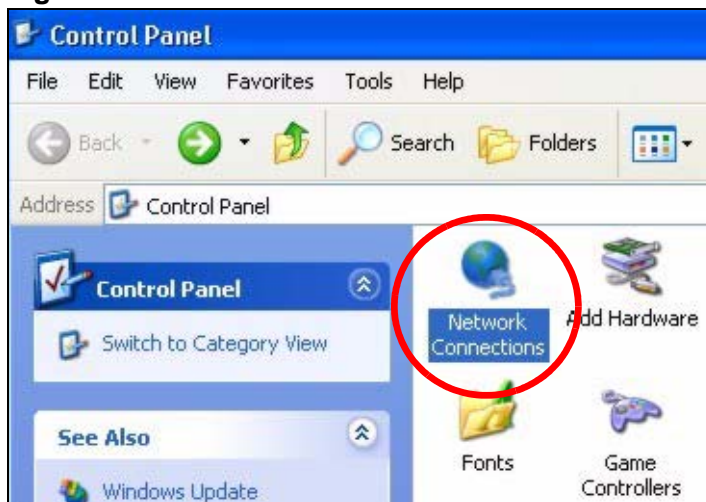 Control Panel
File Edit View Favorites Tools Help
Back Search Folders
Address Control Panel
Control Panel
Switch to Category View
See Also
Windows Update
Network
Connections
Add Hardware
Fonts
Game
Controllers